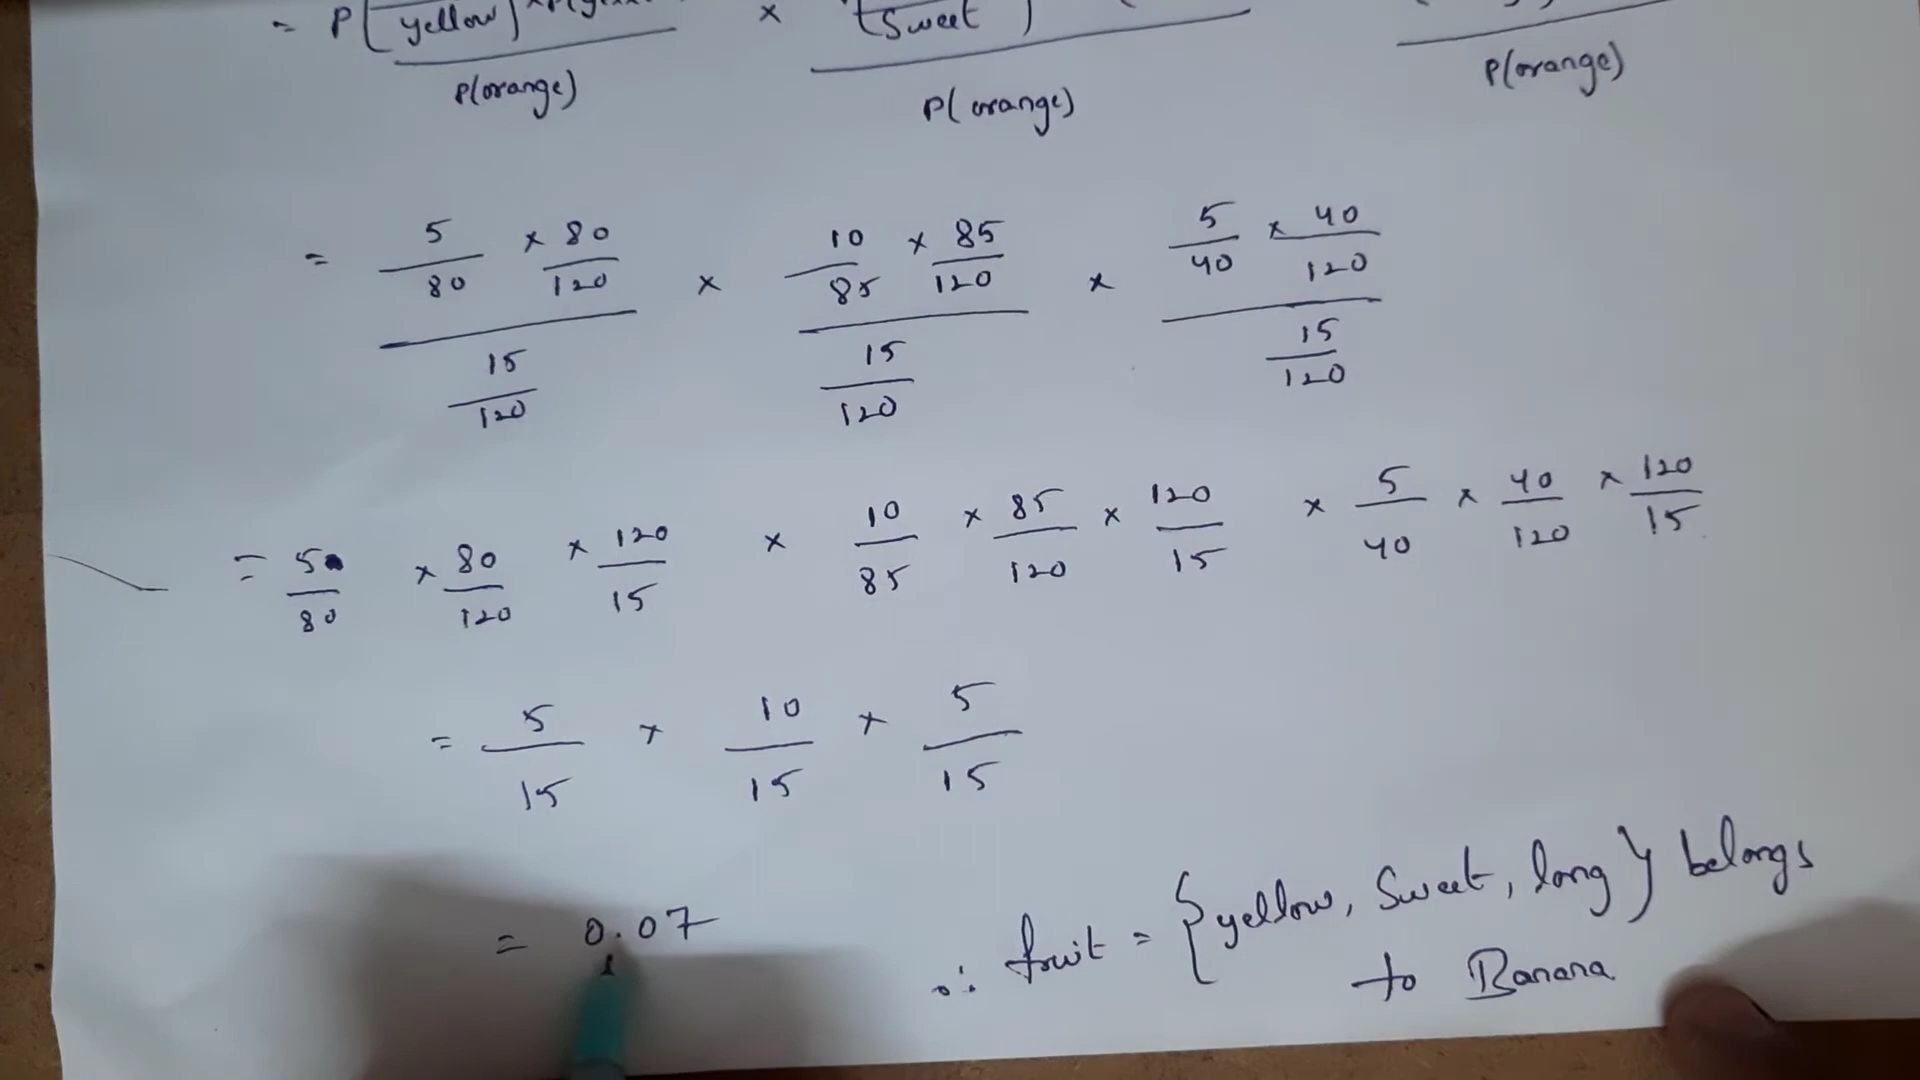 = P( yellow ) × × Sweet )
P(orange) P(orange) P(orange)
= 5/80 × 80/120 / 15/120 × 10/85 × 85/120 / 15/120 × 5/40 × 40/120 / 15/120
= 5/80 × 80/120 × 120/15 × 10/85 × 85/120 × 120/15 × 5/40 × 40/120 × 120/15
= 5/15 × 10/15 × 5/15
= 0.07
∴ fruit = {yellow, Sweet, long} belongs
to Banana